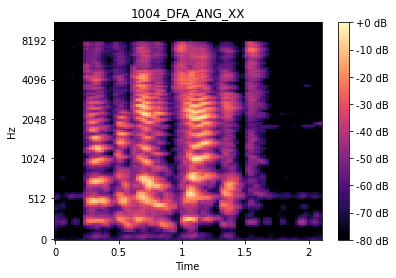 1004_DFA_ANG_XX
Hz
8192
4096
2048
1024
512
0
0 0.5 1 1.5 2
Time
+0 dB
-10 dB
-20 dB
-30 dB
-40 dB
-50 dB
-60 dB
-70 dB
-80 dB